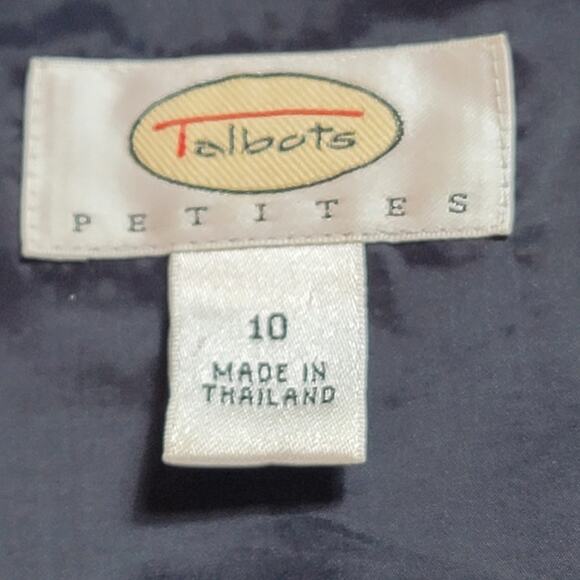 Talbots
PETITES
10
MADE IN
THAILAND